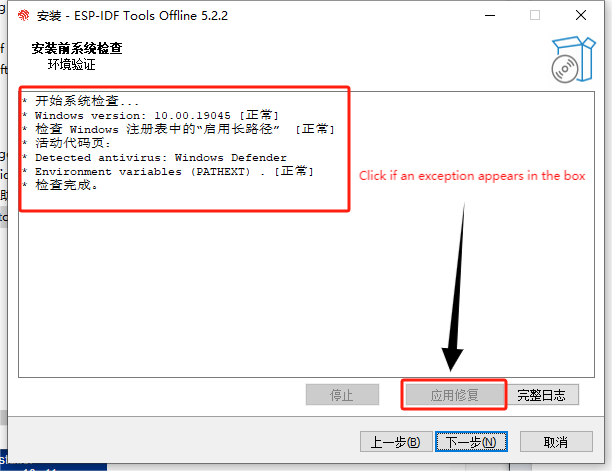 安装 - ESP-IDF Tools Offline 5.2.2
安装前系统检查
环境验证
* 开始系统检查...
* Windows version: 10.00.19045 [正常]
* 检查 Windows 注册表中的“启用长路径” [正常]
* 活动代码页:
* Detected antivirus: Windows Defender
* Environment variables (PATHEXT) . [正常]
* 检查完成。
Click if an exception appears in the box
停止
应用修复
完整日志
上一步(B)
下一步(N)
取消